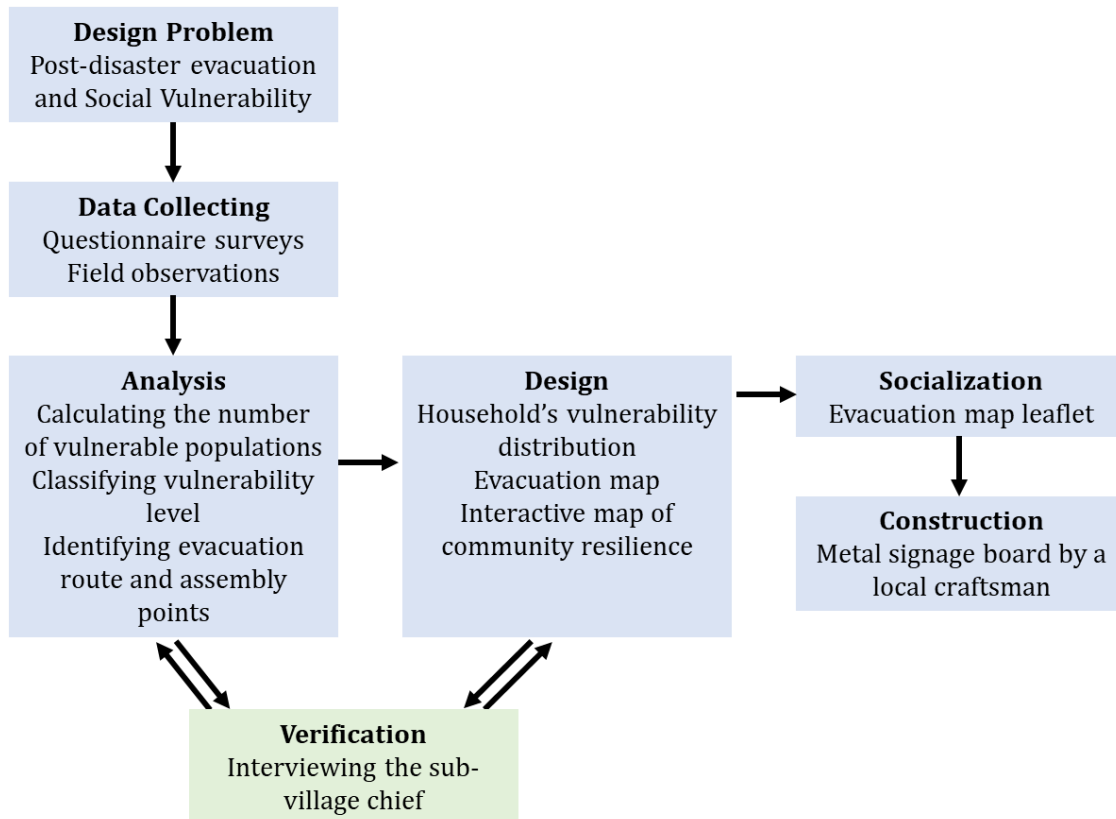 Design Problem
Post-disaster evacuation
and Social Vulnerability
Data Collecting
Questionnaire surveys
Field observations
Analysis
Calculating the number
of vulnerable populations
Classifying vulnerability
level
Identifying evacuation
route and assembly
points
Design
Household’s vulnerability
distribution
Evacuation map
Interactive map of
community resilience
Socialization
Evacuation map leaflet
Construction
Metal signage board by a
local craftsman
Verification
Interviewing the sub-
village chief